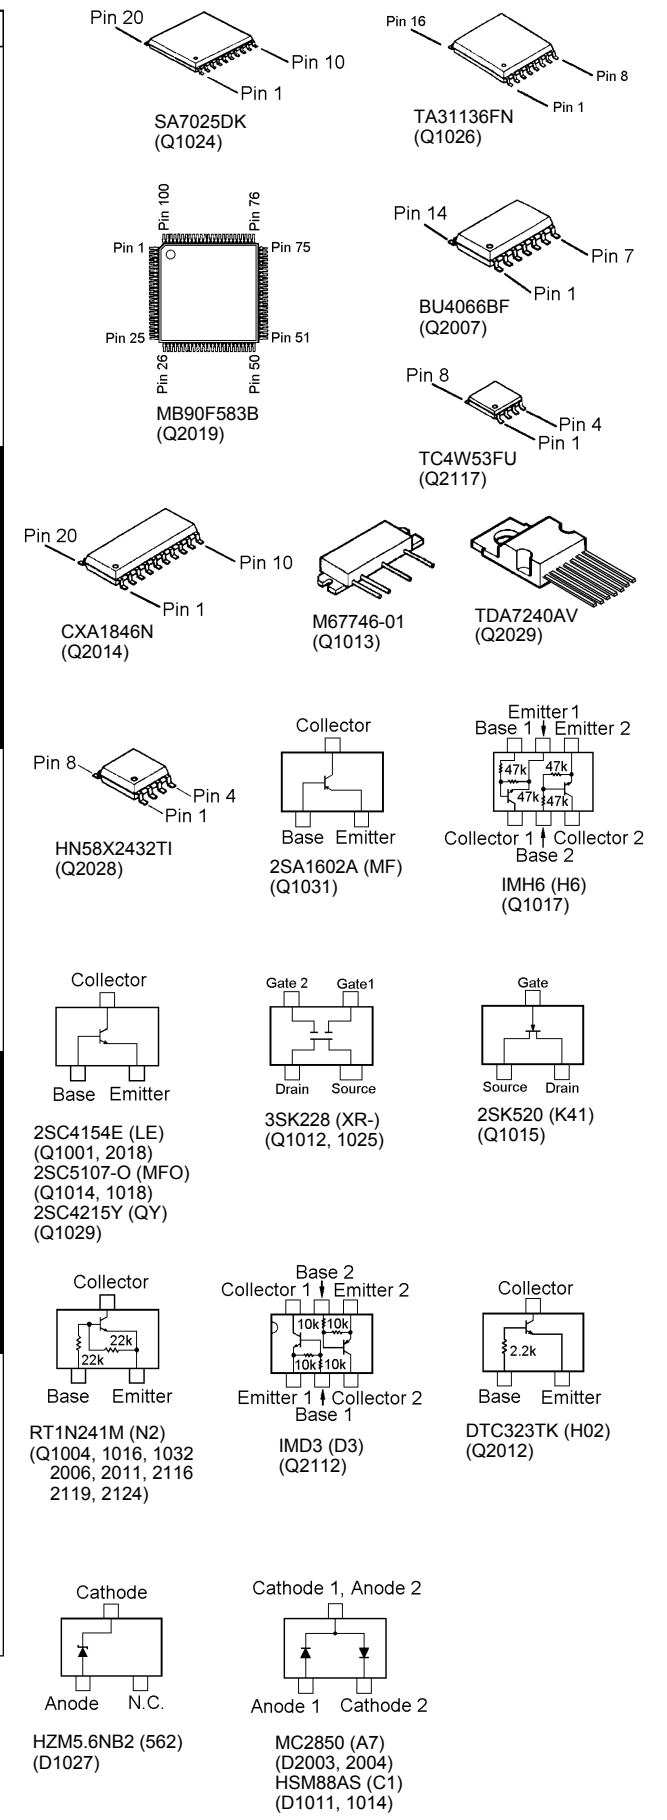 Pin 20
Pin 10
Pin 1
SA7025DK
(Q1024)
Pin 16
Pin 8
Pin 1
TA31136FN
(Q1026)
Pin 100
Pin 76
Pin 1
Pin 75
Pin 25
Pin 51
Pin 26
Pin 50
MB90F583B
(Q2019)
Pin 14
Pin 7
Pin 1
BU4066BF
(Q2007)
Pin 8
Pin 4
Pin 1
TC4W53FU
(Q2117)
Pin 20
Pin 10
Pin 1
CXA1846N
(Q2014)
M67746-01
(Q1013)
TDA7240AV
(Q2029)
Pin 8
Pin 4
Pin 1
HN58X2432TI
(Q2028)
Collector
Base Emitter
2SA1602A (MF)
(Q1031)
Emitter 1
Base 1 Emitter 2
47k 47k
47k 47k
Collector 1 Collector 2
Base 2
IMH6 (H6)
(Q1017)
Collector
Base Emitter
2SC4154E (LE)
(Q1001, 2018)
2SC5107-O (MFO)
(Q1014, 1018)
2SC4215Y (QY)
(Q1029)
Gate 2 Gate1
Drain Source
3SK228 (XR-)
(Q1012, 1025)
Gate
Source Drain
2SK520 (K41)
(Q1015)
Collector
22k
22k
Base Emitter
RT1N241M (N2)
(Q1004, 1016, 1032
2006, 2011, 2116
2119, 2124)
Base 2
Collector 1 Emitter 2
10k 10k
10k 10k
Emitter 1 Collector 2
Base 1
IMD3 (D3)
(Q2112)
Collector
2.2k
Base Emitter
DTC323TK (H02)
(Q2012)
Cathode
Anode N.C.
HZM5.6NB2 (562)
(D1027)
Cathode 1, Anode 2
Anode 1 Cathode 2
MC2850 (A7)
(D2003, 2004)
HSM88AS (C1)
(D1011, 1014)